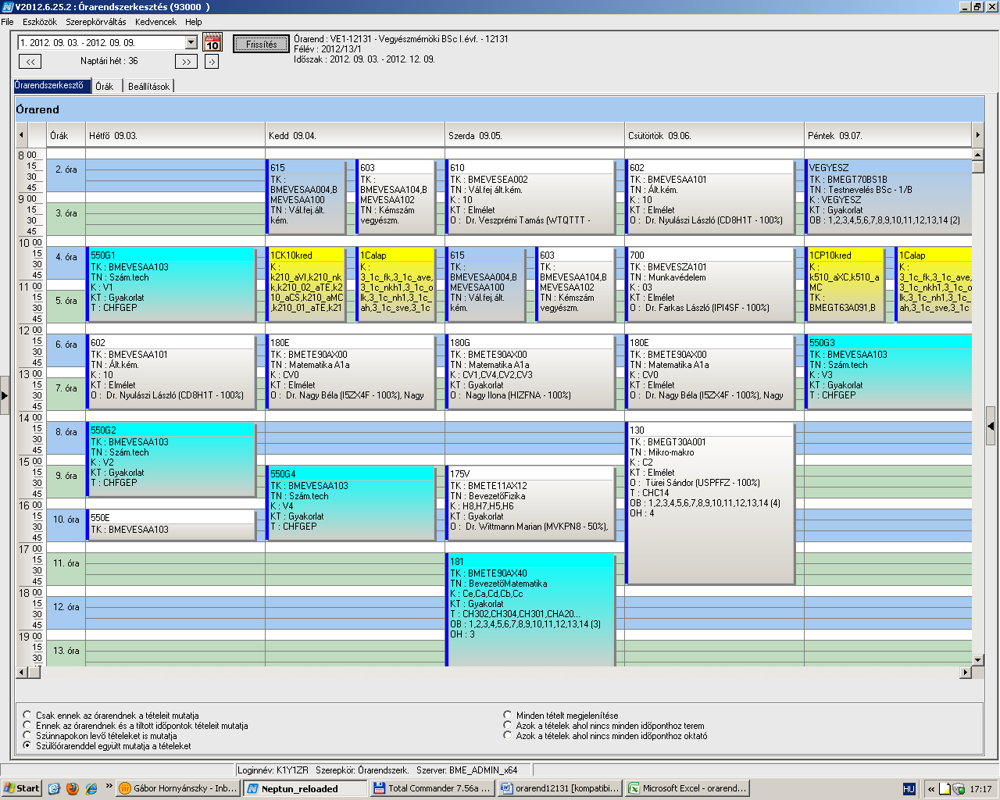 V2012.6.25.2 : Órarendszerkesztés (93000 )
File Eszközök Szerepkörváltás Kedvencek Help
1. 2012. 09. 03. - 2012. 09. 09.
10
Frissítés
Órarend : VE1-12131 - Vegyészmérnöki BSc I.évf. - 12131
Félév : 2012/13/1
Időszak : 2012. 09. 03. - 2012. 12. 09.
<< Naptári hét : 36 >> ->
Órarendszerkesztő Órák Beállítások
Órarend
Órák Hétfő 09.03. Kedd 09.04. Szerda 09.05. Csütörtök 09.06. Péntek 09.07.
8 00
15
30
45
9 00
15
30
45
10 00
15
30
45
11 00
15
30
45
12 00
15
30
45
13 00
15
30
45
14 00
15
30
45
15 00
15
30
45
16 00
15
30
45
17 00
15
30
45
18 00
15
30
45
19 00
15
30
2. óra
3. óra
4. óra
5. óra
6. óra
7. óra
8. óra
9. óra
10. óra
11. óra
12. óra
13. óra
550G1
TK : BMEVESAA103
TN : Szám.tech
K : V1
KT : Gyakorlat
T : CHFGEP
602
TK : BMEVESAA101
TN : Ált.kém.
K : 10
KT : Elmélet
O : Dr. Nyulászi László (CD8H1T - 100%)
550G2
TK : BMEVESAA103
TN : Szám.tech
K : V2
KT : Gyakorlat
T : CHFGEP
550E
TK : BMEVESAA103
615
TK :
BMEVESAA004,B
MEVESAA100
TN : Vál.fej.ált.
kém.
603
TK :
BMEVESAA104,B
MEVESAA102
TN : Kémszám
vegyészm.
1CK10kred
K :
k210_aVI,k210_nk
k,k210_02_aTE,k2
10_aCS,k210_aMC
,k210_01_aTE,k21
1Calap
K :
3_1c_fk,3_1c_ave,
3_1c_nkh1,3_1c_o
lk,3_1c_nh1,3_1c_
ah,3_1c_sve,3_1c
180E
TK : BMETE90AX00
TN : Matematika A1a
K : CV0
KT : Elmélet
O : Dr. Nagy Béla (I5ZX4F - 100%), Nagy
550G4
TK : BMEVESAA103
TN : Szám.tech
K : V4
KT : Gyakorlat
T : CHFGEP
610
TK : BMEVESEA002
TN : Vál.fej ált.kém.
K : 10
KT : Elmélet
O : Dr. Veszprémi Tamás (WTQTTT -
615
TK :
BMEVESAA004,B
MEVESAA100
TN : Vál.fej.ált.
kém.
603
TK :
BMEVESAA104,B
MEVESAA102
TN : Kémszám
vegyészm.
180G
TK : BMETE90AX00
TN : Matematika A1a
K : CV1,CV4,CV2,CV3
KT : Gyakorlat
O : Nagy Ilona (HIZFNA - 100%)
175V
TK : BMETE11AX12
TN : BevezetőFizika
K : H8,H7,H5,H6
KT : Gyakorlat
O : Dr. Wittmann Marian (MVKPN8 - 50%),
181
TK : BMETE90AX40
TN : BevezetőMatematika
K : Ce,Ca,Cd,Cb,Cc
KT : Gyakorlat
T : CH302,CH304,CH301,CHA20...
OB : 1,2,3,4,5,6,7,8,9,10,11,12,13,14 (3)
OH : 3
602
TK : BMEVESAA101
TN : Ált.kém.
K : 10
KT : Elmélet
O : Dr. Nyulászi László (CD8H1T - 100%)
700
TK : BMEVESZA101
TN : Munkavédelem
K : 03
KT : Elmélet
O : Dr. Farkas László (IPI4SF - 100%)
180E
TK : BMETE90AX00
TN : Matematika A1a
K : CV0
KT : Elmélet
O : Dr. Nagy Béla (I5ZX4F - 100%), Nagy
130
TK : BMEGT30A001
TN : Mikro-makro
K : C2
KT : Elmélet
O : Türei Sándor (USPFFZ - 100%)
T : CHC14
OB : 1,2,3,4,5,6,7,8,9,10,11,12,13,14 (4)
OH : 4
VEGYESZ
TK : BMEGT70BS1B
TN : Testnevelés BSc - 1/B
K : VEGYESZ
KT : Gyakorlat
OB : 1,2,3,4,5,6,7,8,9,10,11,12,13,14 (2)
1CP10kred
K :
k510_aXC,k510_a
MC
TK :
BMEGT63A091,B
1Calap
K :
3_1c_fk,3_1c_ave,
3_1c_nkh1,3_1c_o
lk,3_1c_nh1,3_1c_
ah,3_1c_sve,3_1c
550G3
TK : BMEVESAA103
TN : Szám.tech
K : V3
KT : Gyakorlat
T : CHFGEP
Csak ennek az órarendnek a tételeit mutatja
Ennek az órarendnek és a tiltott időpontok tételeit mutatja
Szünnapokon levő tételeket is mutatja
Szülőórarenddel együtt mutatja a tételeket
Minden tételt megjelenítése
Azok a tételek ahol nincs minden időponthoz terem
Azok a tételek ahol nincs minden időponthoz oktató
Loginnév: K1Y1ZR Szerepkör: Órarendszerk. Szerver: BME_ADMIN_x64
Start » Gábor Hornyánszky - Inb... Neptun_reloaded Total Commander 7.56a ... orarend12131 [kompatibi... Microsoft Excel - orarend... HU « 17:17